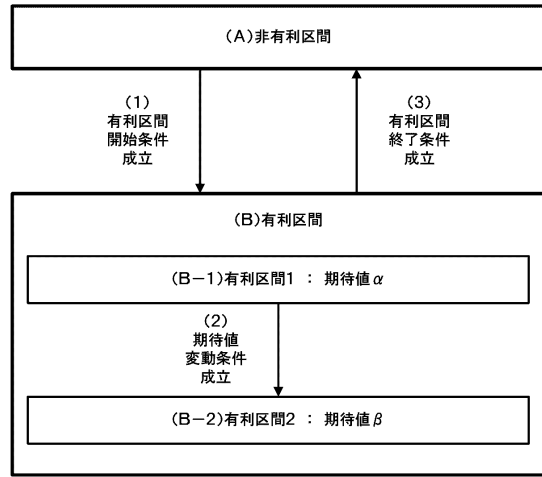 (A)非有利区間
(1)
有利区間
開始条件
成立
(3)
有利区間
終了条件
成立
(B)有利区間
(B-1)有利区間1 : 期待値α
(2)
期待値
変動条件
成立
(B-2)有利区間2 : 期待値β